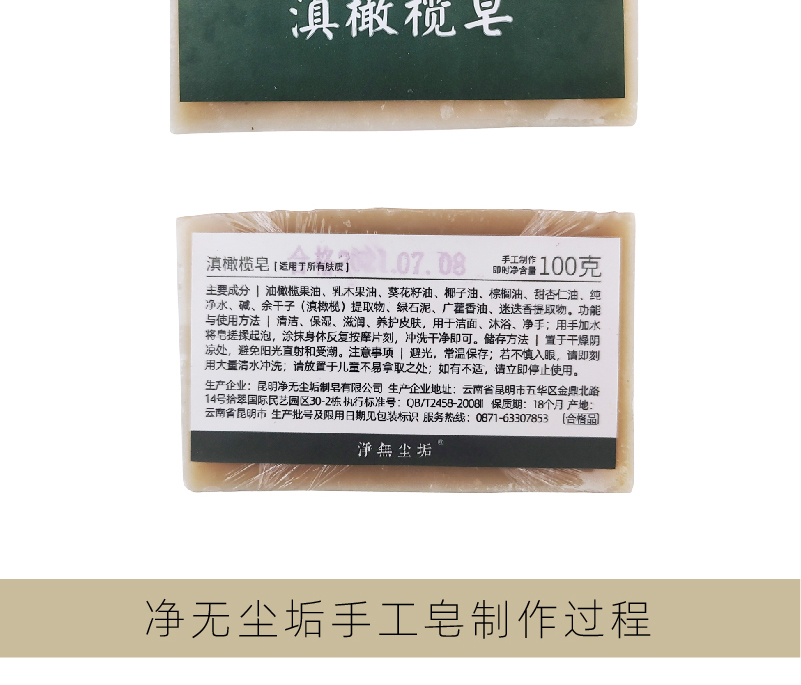 滇橄榄皂
合格2021.07.08
滇橄榄皂 [ 适用于所有肤质 ]
手工制作
即时净含量 100克
主要成分 | 油橄榄果油、乳木果油、葵花籽油、椰子油、棕榈油、甜杏仁油、纯
净水、碱、余干子（滇橄榄）提取物、绿石泥、广藿香油、迷迭香提取物。功能
与使用方法 | 清洁、保湿、滋润、养护皮肤，用于洁面、沐浴、净手；用手加水
将皂搓揉起泡，涂抹身体反复按摩片刻，冲洗干净即可。储存方法 | 置于干燥阴
凉处，避免阳光直射和受潮。注意事项 | 避光，常温保存；若不慎入眼，请即刻
用大量清水冲洗；请放置于儿童不易拿取之处；如有不适，请立即停止使用。
生产企业：昆明净无尘垢制皂有限公司 生产企业地址：云南省昆明市五华区金鼎北路
14号拾翠国际民艺园区30-2栋 执行标准号：QB/T2458-2008Ⅱ 保质期：18个月 产地：
云南省昆明市 生产批号及限用日期见包装标识 服务热线：0871-63307853 [合格品]
淨無尘垢®
净无尘垢手工皂制作过程